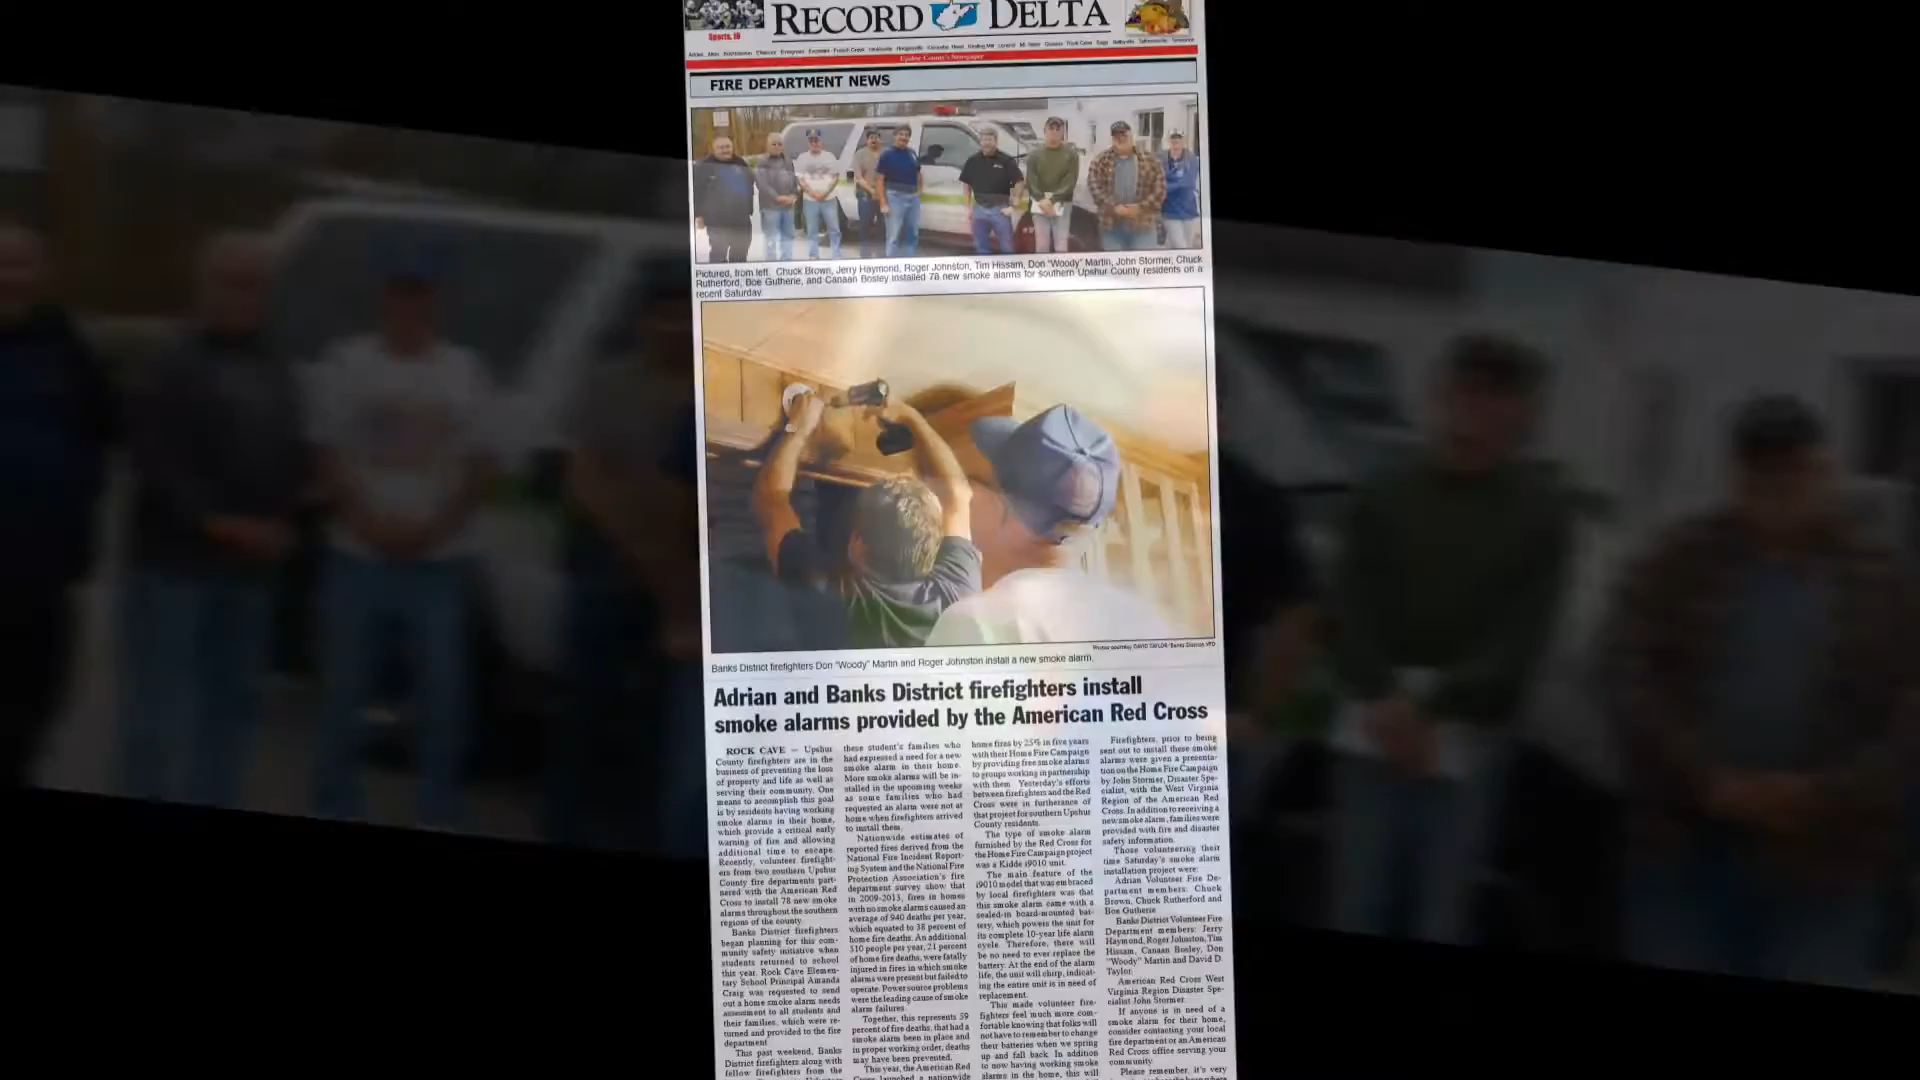 RECORD DELTA
Sports, 1B
Upshur County's Newspaper
FIRE DEPARTMENT NEWS
Pictured, from left. Chuck Brown, Jerry Haymond, Roger Johnston, Tim Hissam, Don "Woody" Martin, John Stormer, Chuck
Rutherford, Boe Gutherie, and Canaan Bosley installed 78 new smoke alarms for southern Upshur County residents on a
recent Saturday.
Photos courtesy DAVID TAYLOR/Banks District VFD
Banks District firefighters Don "Woody" Martin and Roger Johnston install a new smoke alarm.
Adrian and Banks District firefighters install
smoke alarms provided by the American Red Cross
ROCK CAVE — Upshur
County firefighters are in the
business of preventing the loss
of property and life as well as
serving their community. One
means to accomplish this goal
is by residents having working
smoke alarms in their home,
which provide a critical early
warning of fire and allowing
additional time to escape.
Recently, volunteer firefight-
ers from two southern Upshur
County fire departments part-
nered with the American Red
Cross to install 78 new smoke
alarms throughout the southern
regions of the county.
Banks District firefighters
began planning for this com-
munity safety initiative when
students returned to school
this year. Rock Cave Elemen-
tary School Principal Amanda
Craig was requested to send
out a home smoke alarm needs
assessment to all students and
their families, which were re-
turned and provided to the fire
department.
This past weekend, Banks
District firefighters along with
fellow firefighters from the
these student's families who
had expressed a need for a new
smoke alarm in their home.
More smoke alarms will be in-
stalled in the upcoming weeks
as some families who had
requested an alarm were not at
home when firefighters arrived
to install them.
Nationwide estimates of
reported fires derived from the
National Fire Incident Report-
ing System and the National Fire
Protection Association's fire
department survey show that
in 2009-2013, fires in homes
with no smoke alarms caused an
average of 940 deaths per year,
which equated to 38 percent of
home fire deaths. An additional
510 people per year, 21 percent
of home fire deaths, were fatally
injured in fires in which smoke
alarms were present but failed to
operate. Power source problems
were the leading cause of smoke
alarm failures.
Together, this represents 59
percent of fire deaths, that had a
smoke alarm been in place and
in proper working order, deaths
may have been prevented.
This year, the American Red
Cross launched a nationwide
home fires by 25% in five years
with their Home Fire Campaign
by providing free smoke alarms
to groups working in partnership
with them. Yesterday's efforts
between firefighters and the Red
Cross were in furtherance of
that project for southern Upshur
County residents.
The type of smoke alarm
furnished by the Red Cross for
the Home Fire Campaign project
was a Kidde i9010 unit.
The main feature of the
i9010 model that was embraced
by local firefighters was that
this smoke alarm came with a
sealed-in board-mounted bat-
tery, which powers the unit for
its complete 10-year life alarm
cycle. Therefore, there will
be no need to ever replace the
battery. At the end of the alarm
life, the unit will chirp, indicat-
ing the entire unit is in need of
replacement.
This made volunteer fire-
fighters feel much more com-
fortable knowing that folks will
not have to remember to change
their batteries when we spring
up and fall back. In addition
to now having working smoke
alarms in the home, this will
Firefighters, prior to being
sent out to install these smoke
alarms were given a presenta-
tion on the Home Fire Campaign
by John Stormer, Disaster Spe-
cialist, with the West Virginia
Region of the American Red
Cross. In addition to receiving a
new smoke alarm, families were
provided with fire and disaster
safety information.
Those volunteering their
time Saturday's smoke alarm
installation project were:
Adrian Volunteer Fire De-
partment members: Chuck
Brown, Chuck Rutherford and
Boe Gutherie
Banks District Volunteer Fire
Department members: Jerry
Haymond, Roger Johnston, Tim
Hissam, Canaan Bosley, Don
"Woody" Martin and David D.
Taylor.
American Red Cross West
Virginia Region Disaster Spe-
cialist John Stormer.
If anyone is in need of a
smoke alarm for their home,
consider contacting your local
fire department or an American
Red Cross office serving your
community.
Please remember, it's very